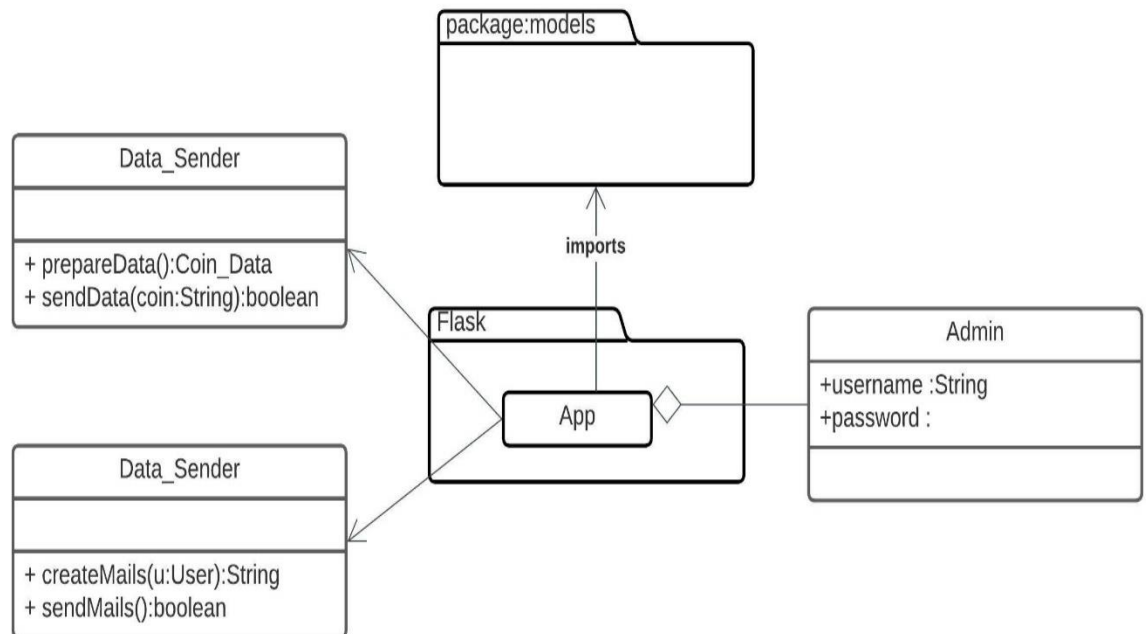 package:models
Data_Sender
+ prepareData():Coin_Data
+ sendData(coin:String):boolean
imports
Flask
App
Admin
+username :String
+password :
Data_Sender
+ createMails(u:User):String
+ sendMails():boolean